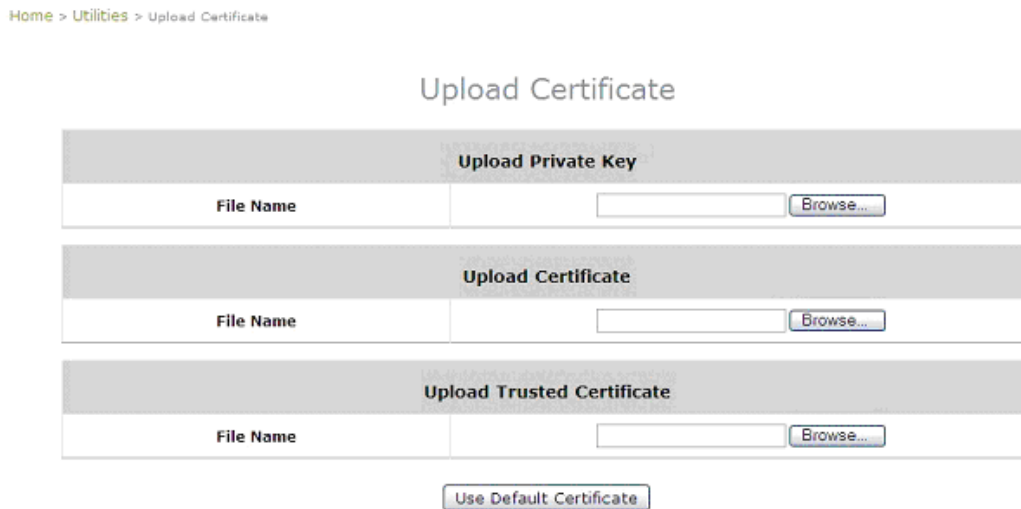 Home > Utilities > Upload Certificate
Upload Certificate
Upload Private Key
File Name Browse...
Upload Certificate
File Name Browse...
Upload Trusted Certificate
File Name Browse...
Use Default Certificate